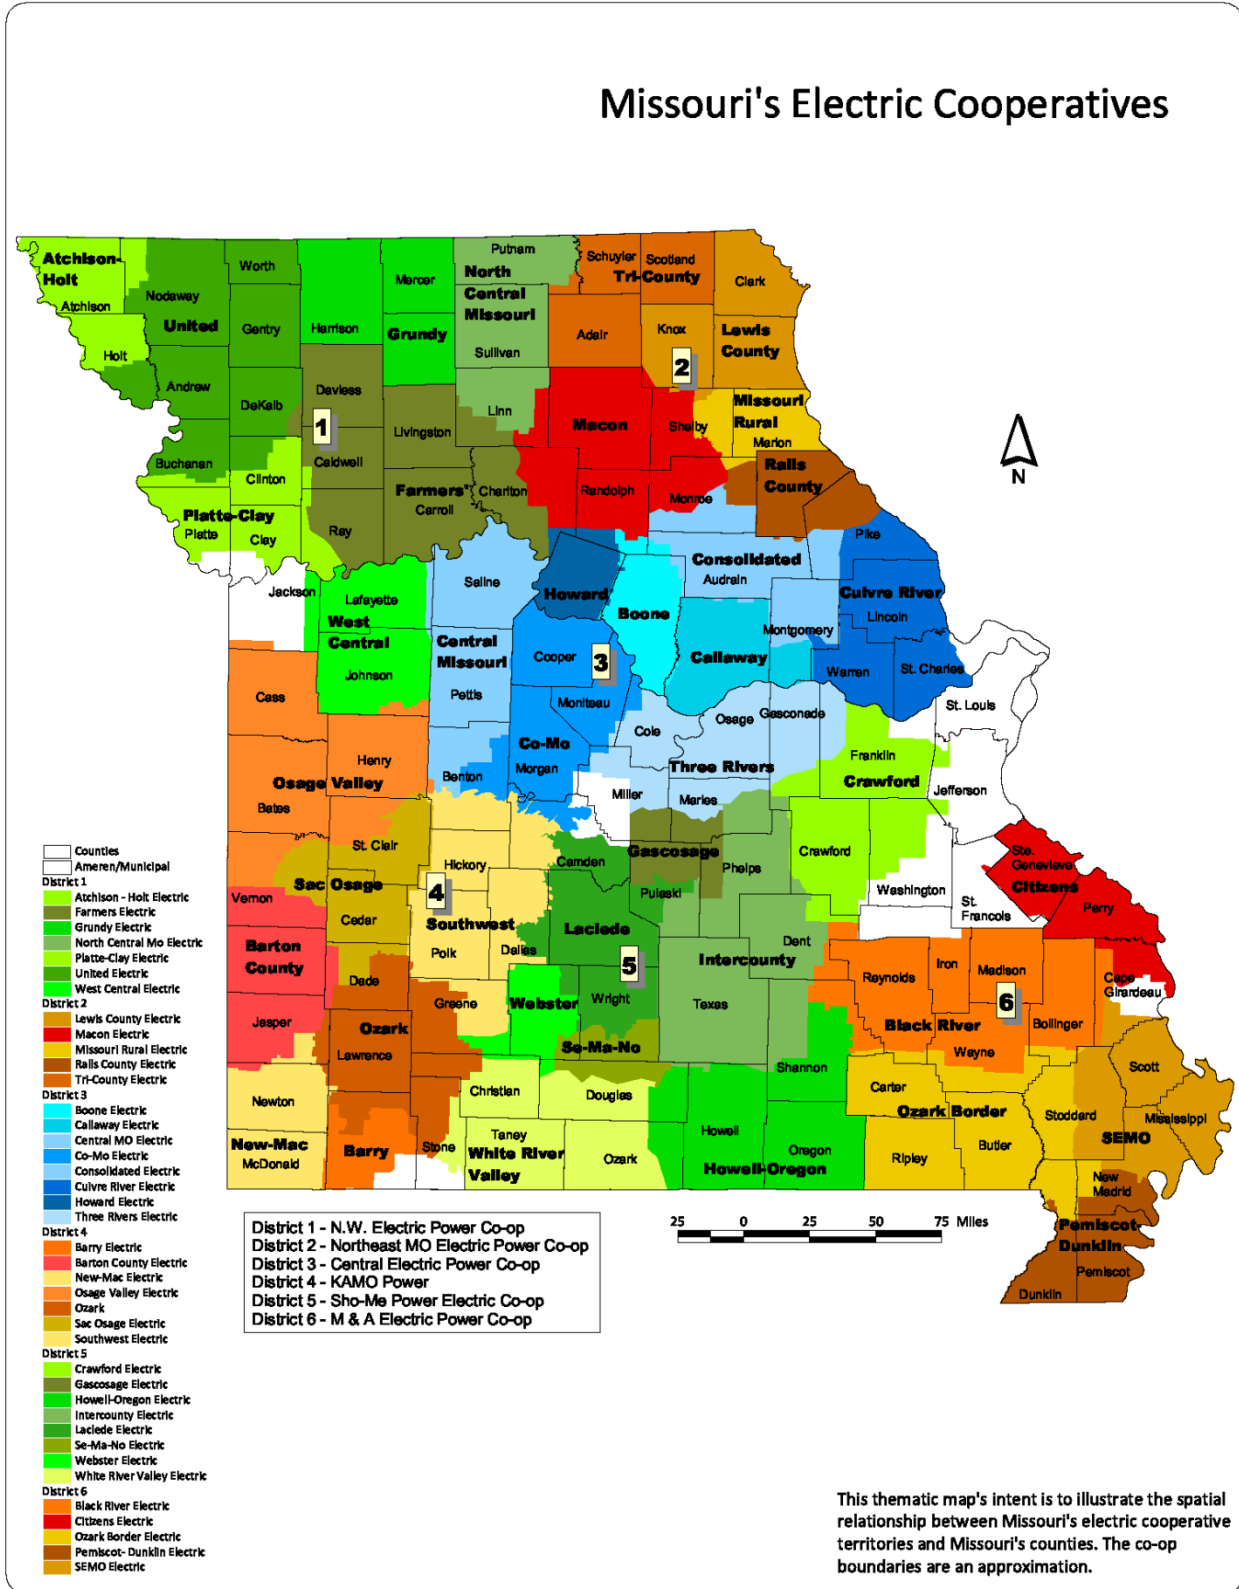 Missouri's Electric Cooperatives
Atchison-
Holt
Atchison
Nodaway
Worth
Mercer
Putnam
North
Central
Missouri
Schuyler
Scotland
Tri-County
Clark
Holt
United
Gentry
Harrison
Grundy
Sullivan
Adair
Knox
Lewis
County
2
Andrew
DeKalb
Daviess
Linn
Macon
Shelby
Missouri
Rural
Marion
1
Livingston
Buchanan
Caldwell
Clinton
Farmers'
Carroll
Chariton
Randolph
Monroe
Ralls
County
N
Platte-Clay
Platte
Clay
Ray
Pike
Jackson
Saline
Consolidated
Audrain
Lafayette
West
Central
Howard
Boone
Cuivre River
Lincoln
Montgomery
Central
Missouri
Cooper
3
Callaway
Johnson
Warren
St. Charles
Cass
Pettis
Moniteau
Cole
Osage
Gasconade
St. Louis
Co-Mo
Morgan
Henry
Benton
Three Rivers
Franklin
Crawford
Osage Valley
Bates
Miller
Maries
Jefferson
St. Clair
Hickory
Camden
Gascosage
Phelps
Crawford
Ste.
Genevieve
Citizens
Sac Osage
4
Pulaski
Washington
Vernon
St.
Francois
Perry
Cedar
Southwest
Laclede
Barton
County
Polk
Dallas
5
Dent
Intercounty
Reynolds
Iron
Madison
Cape
Girardeau
Dade
Greene
Webster
Wright
Texas
6
Jasper
Ozark
Lawrence
Se-Ma-No
Black River
Bollinger
Wayne
Shannon
Scott
Newton
Christian
Douglas
Carter
Ozark Border
Stoddard
Mississippi
SEMO
New-Mac
McDonald
Barry
Stone
Taney
White River
Valley
Ozark
Howell
Oregon
Howell-Oregon
Ripley
Butler
New
Madrid
Pemiscot-
Dunklin
Pemiscot
Dunklin
Counties
Ameren/Municipal
District 1
Atchison - Holt Electric
Farmers Electric
Grundy Electric
North Central Mo Electric
Platte-Clay Electric
United Electric
West Central Electric
District 2
Lewis County Electric
Macon Electric
Missouri Rural Electric
Ralls County Electric
Tri-County Electric
District 3
Boone Electric
Callaway Electric
Central MO Electric
Co-Mo Electric
Consolidated Electric
Cuivre River Electric
Howard Electric
Three Rivers Electric
District 4
Barry Electric
Barton County Electric
New-Mac Electric
Osage Valley Electric
Ozark
Sac Osage Electric
Southwest Electric
District 5
Crawford Electric
Gascosage Electric
Howell-Oregon Electric
Intercounty Electric
Laclede Electric
Se-Ma-No Electric
Webster Electric
White River Valley Electric
District 6
Black River Electric
Citizens Electric
Ozark Border Electric
Pemiscot- Dunklin Electric
SEMO Electric
District 1 - N.W. Electric Power Co-op
District 2 - Northeast MO Electric Power Co-op
District 3 - Central Electric Power Co-op
District 4 - KAMO Power
District 5 - Sho-Me Power Electric Co-op
District 6 - M & A Electric Power Co-op
25 0 25 50 75 Miles
This thematic map's intent is to illustrate the spatial
relationship between Missouri's electric cooperative
territories and Missouri's counties. The co-op
boundaries are an approximation.